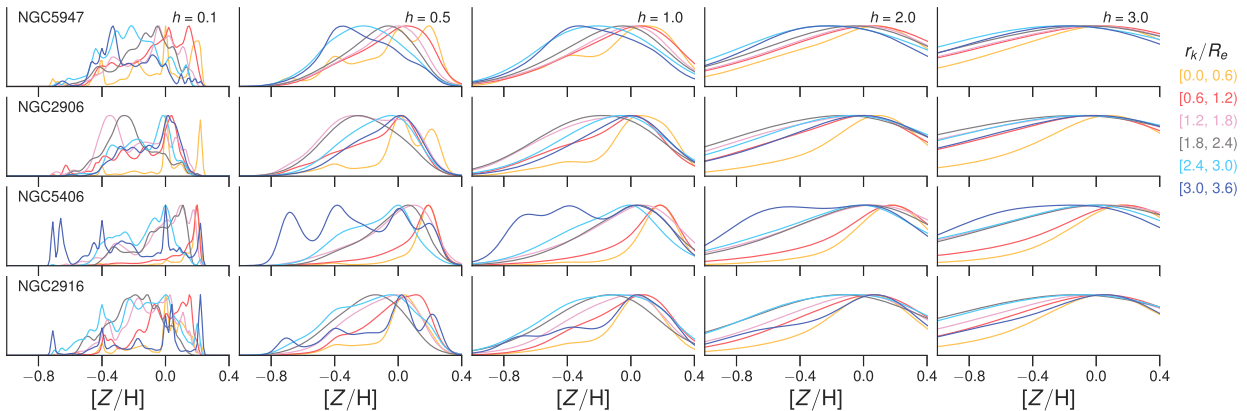 NGC5947
h = 0.1
h = 0.5
h = 1.0
h = 2.0
h = 3.0
r_k/R_e
[0.0, 0.6)
[0.6, 1.2)
[1.2, 1.8)
[1.8, 2.4)
[2.4, 3.0)
[3.0, 3.6)
NGC2906
NGC5406
NGC2916
−0.8 −0.4 0.0 0.4 −0.8 −0.4 0.0 0.4 −0.8 −0.4 0.0 0.4 −0.8 −0.4 0.0 0.4 −0.8 −0.4 0.0 0.4
[Z/H] [Z/H] [Z/H] [Z/H] [Z/H]